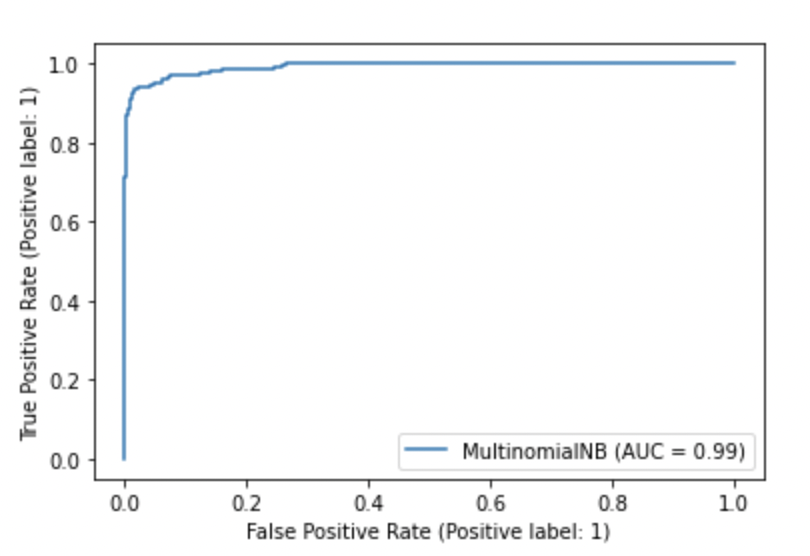 True Positive Rate (Positive label: 1)
1.0
0.8
0.6
0.4
0.2
0.0
MultinomialNB (AUC = 0.99)
0.0 0.2 0.4 0.6 0.8 1.0
False Positive Rate (Positive label: 1)